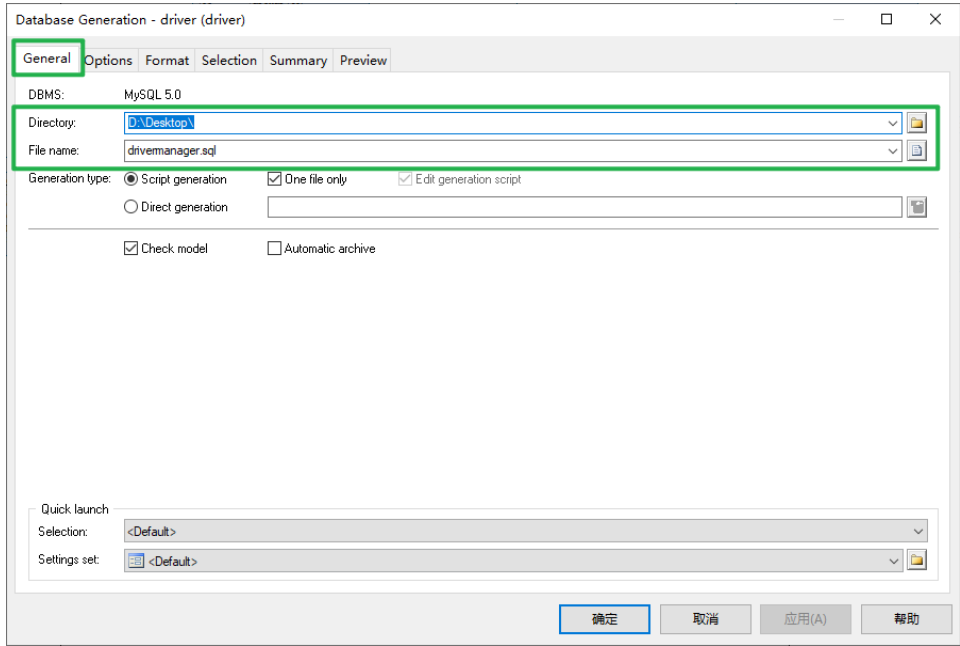 Database Generation - driver (driver)
General Options Format Selection Summary Preview
DBMS: MySQL 5.0
Directory: D:\Desktop\
File name: drivermanager.sql
Generation type: Script generation One file only Edit generation script
Direct generation
Check model Automatic archive
Quick launch
Selection: <Default>
Settings set: <Default>
确定 取消 应用(A) 帮助